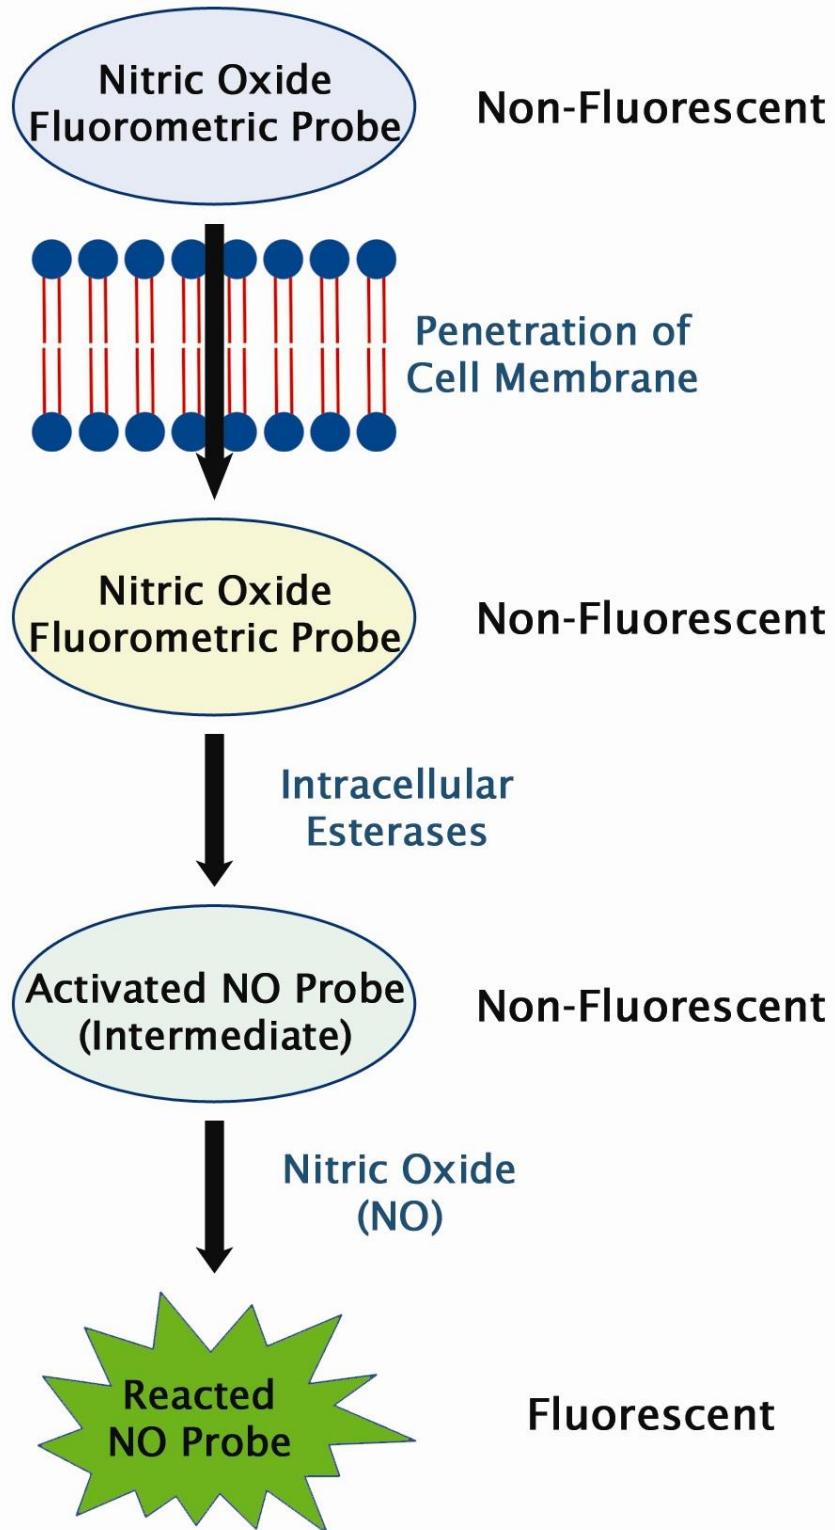 Nitric Oxide
Fluorometric Probe
Non-Fluorescent
Penetration of
Cell Membrane
Nitric Oxide
Fluorometric Probe
Non-Fluorescent
Intracellular
Esterases
Activated NO Probe
(Intermediate)
Non-Fluorescent
Nitric Oxide
(NO)
Reacted
NO Probe
Fluorescent